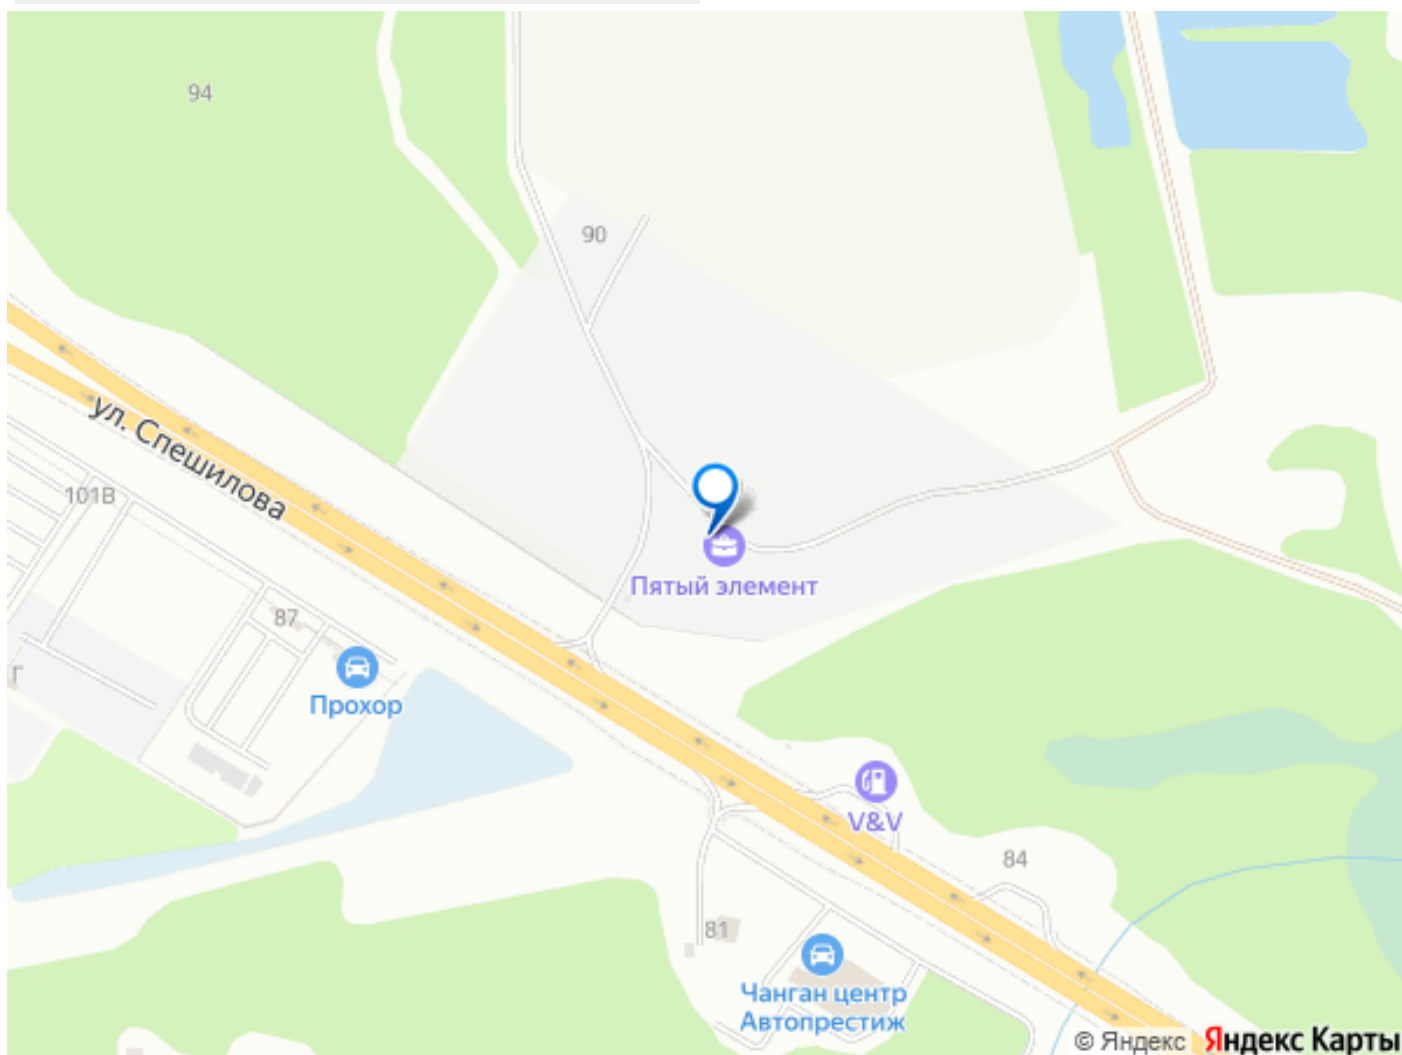 94
90
ул. Спешилова
101В
Пятый элемент
87
Г
Прохор
V&V
84
81
Чанган центр
Автопрестиж
© Яндекс Яндекс Карты